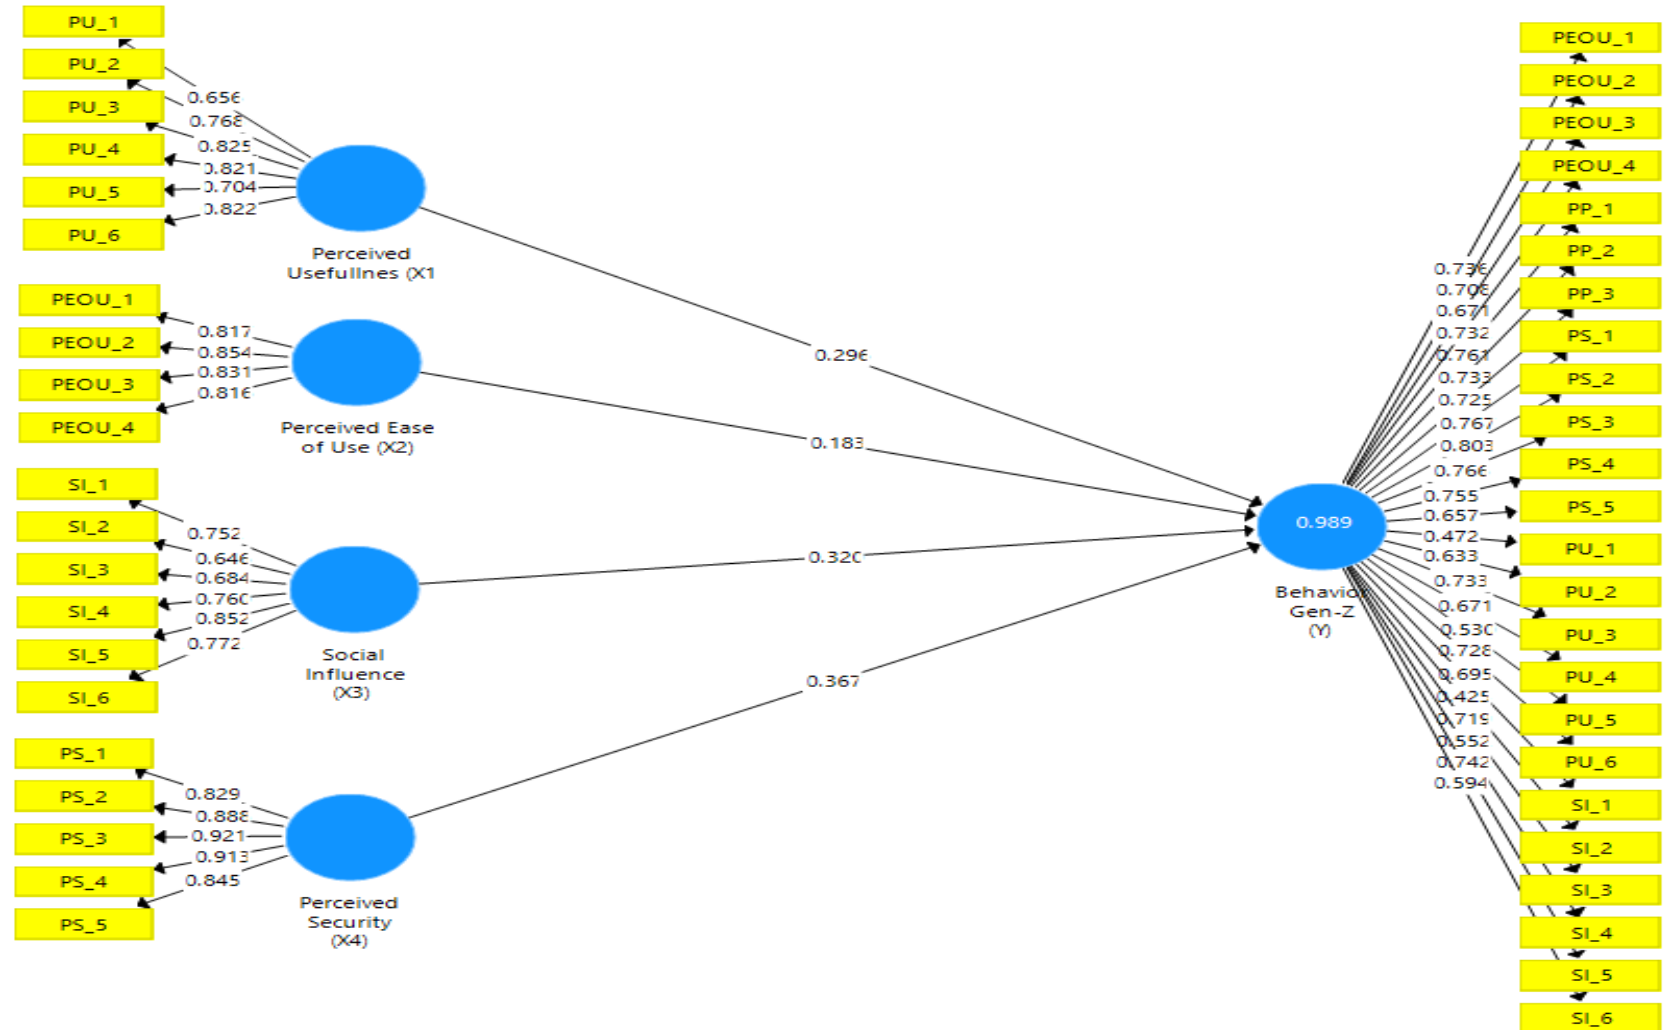 PU_1
PU_2
PU_3
PU_4
PU_5
PU_6
0.656
0.768
0.825
0.821
0.704
0.822
Perceived
Usefullnes (X1
PEOU_1
PEOU_2
PEOU_3
PEOU_4
0.817
0.854
0.831
0.816
Perceived Ease
of Use (X2)
SI_1
SI_2
SI_3
SI_4
SI_5
SI_6
0.752
0.646
0.684
0.760
0.852
0.772
Social
Influence
(X3)
PS_1
PS_2
PS_3
PS_4
PS_5
0.829
0.888
0.921
0.913
0.845
Perceived
Security
(X4)
0.296
0.183
0.320
0.367
0.989
Behavior
Gen-Z
(Y)
0.736
0.708
0.671
0.732
0.761
0.733
0.725
0.767
0.803
0.766
0.755
0.657
0.472
0.633
0.733
0.671
0.530
0.728
0.695
0.425
0.719
0.552
0.742
0.594
PEOU_1
PEOU_2
PEOU_3
PEOU_4
PP_1
PP_2
PP_3
PS_1
PS_2
PS_3
PS_4
PS_5
PU_1
PU_2
PU_3
PU_4
PU_5
PU_6
SI_1
SI_2
SI_3
SI_4
SI_5
SI_6